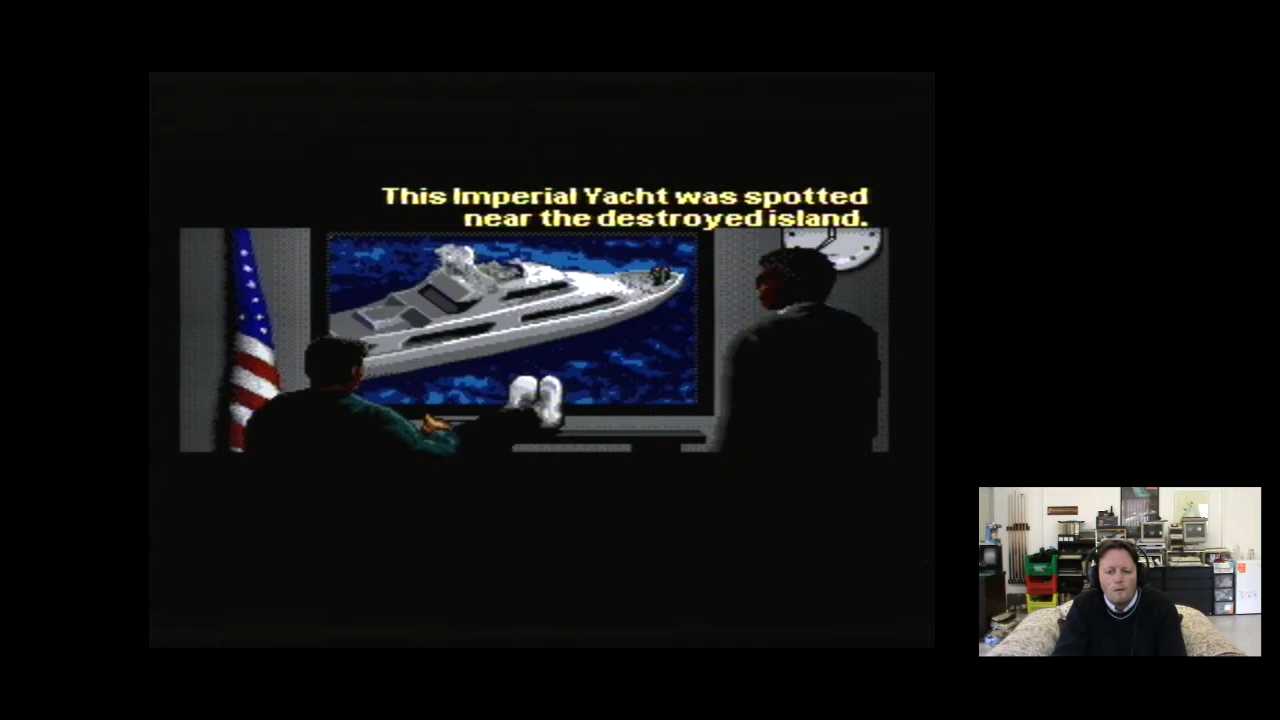 This Imperial Yacht was spotted
near the destroyed island.